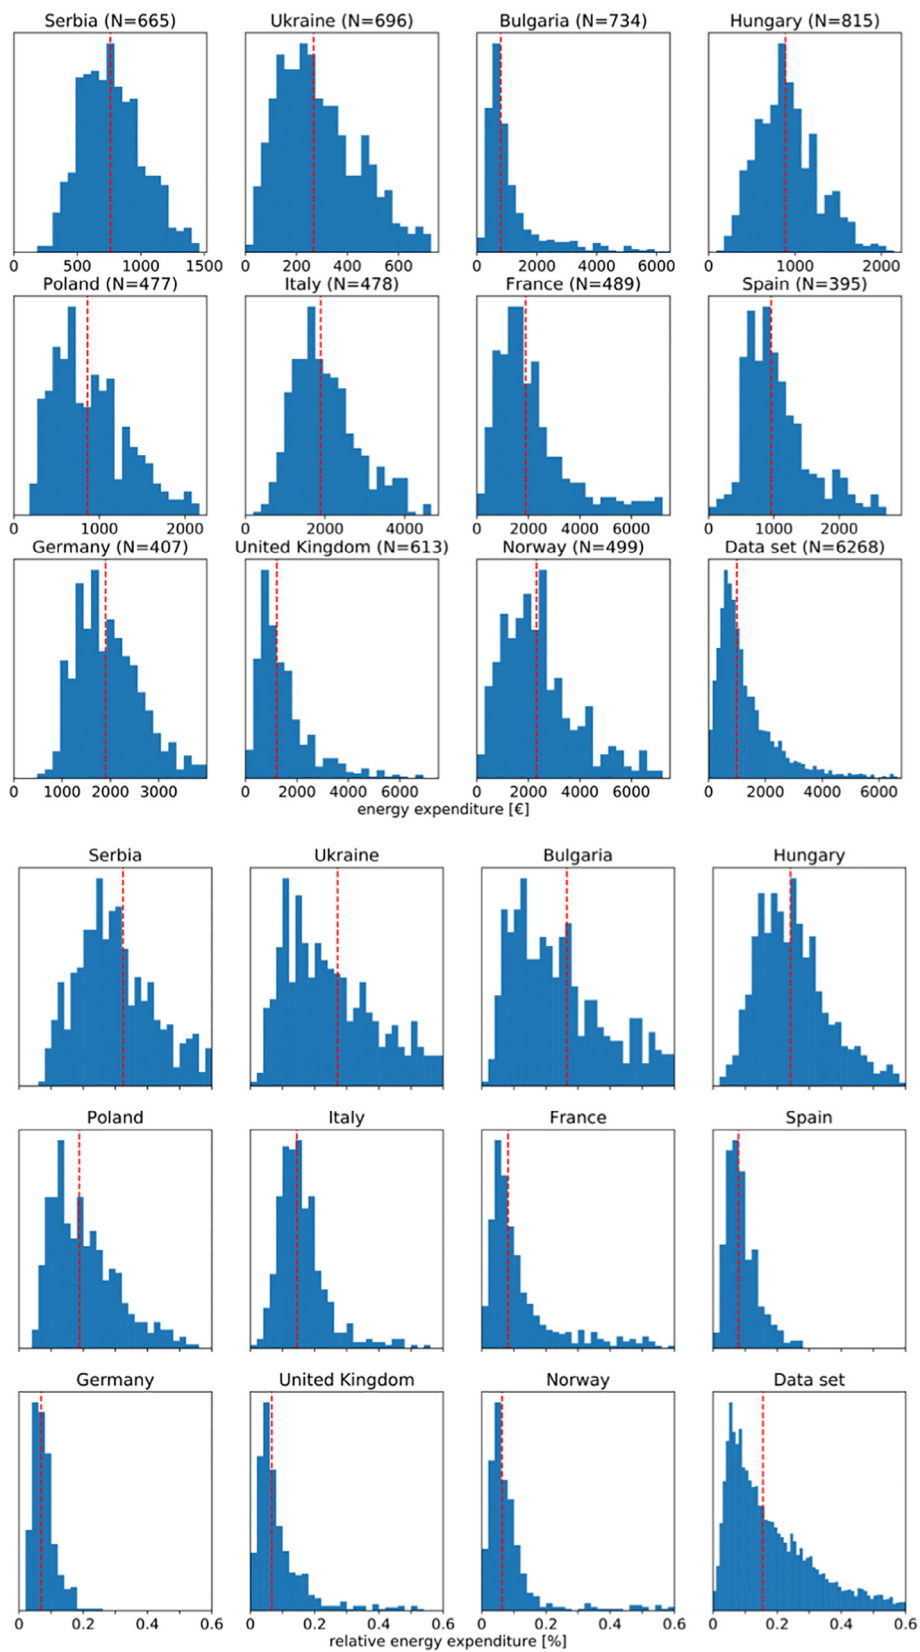 Serbia (N=665) Ukraine (N=696) Bulgaria (N=734) Hungary (N=815)
0 500 1000 1500 0 200 400 600 0 2000 4000 6000 0 1000 2000
Poland (N=477) Italy (N=478) France (N=489) Spain (N=395)
0 1000 2000 0 2000 4000 0 2000 4000 6000 0 1000 2000
Germany (N=407) United Kingdom (N=613) Norway (N=499) Data set (N=6268)
0 1000 2000 3000 0 2000 4000 6000 0 2000 4000 6000 0 2000 4000 6000
energy expenditure [€]
Serbia Ukraine Bulgaria Hungary
Poland Italy France Spain
Germany United Kingdom Norway Data set
0 0.2 0.4 0.6 0 0.2 0.4 0.6 0 0.2 0.4 0.6 0 0.2 0.4 0.6
relative energy expenditure [%]